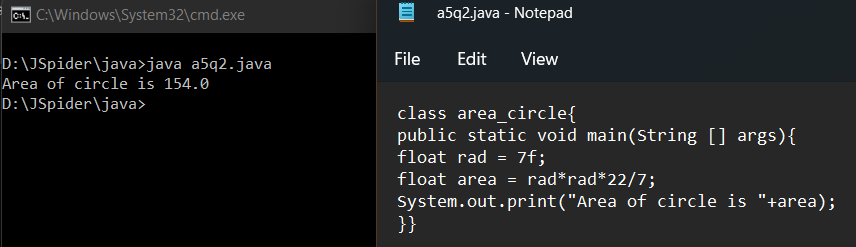 C:\Windows\System32\cmd.exe
D:\JSpider\java>java a5q2.java
Area of circle is 154.0
D:\JSpider\java>
a5q2.java - Notepad
File Edit View
class area_circle{
public static void main(String [] args){
float rad = 7f;
float area = rad*rad*22/7;
System.out.print("Area of circle is "+area);
}}